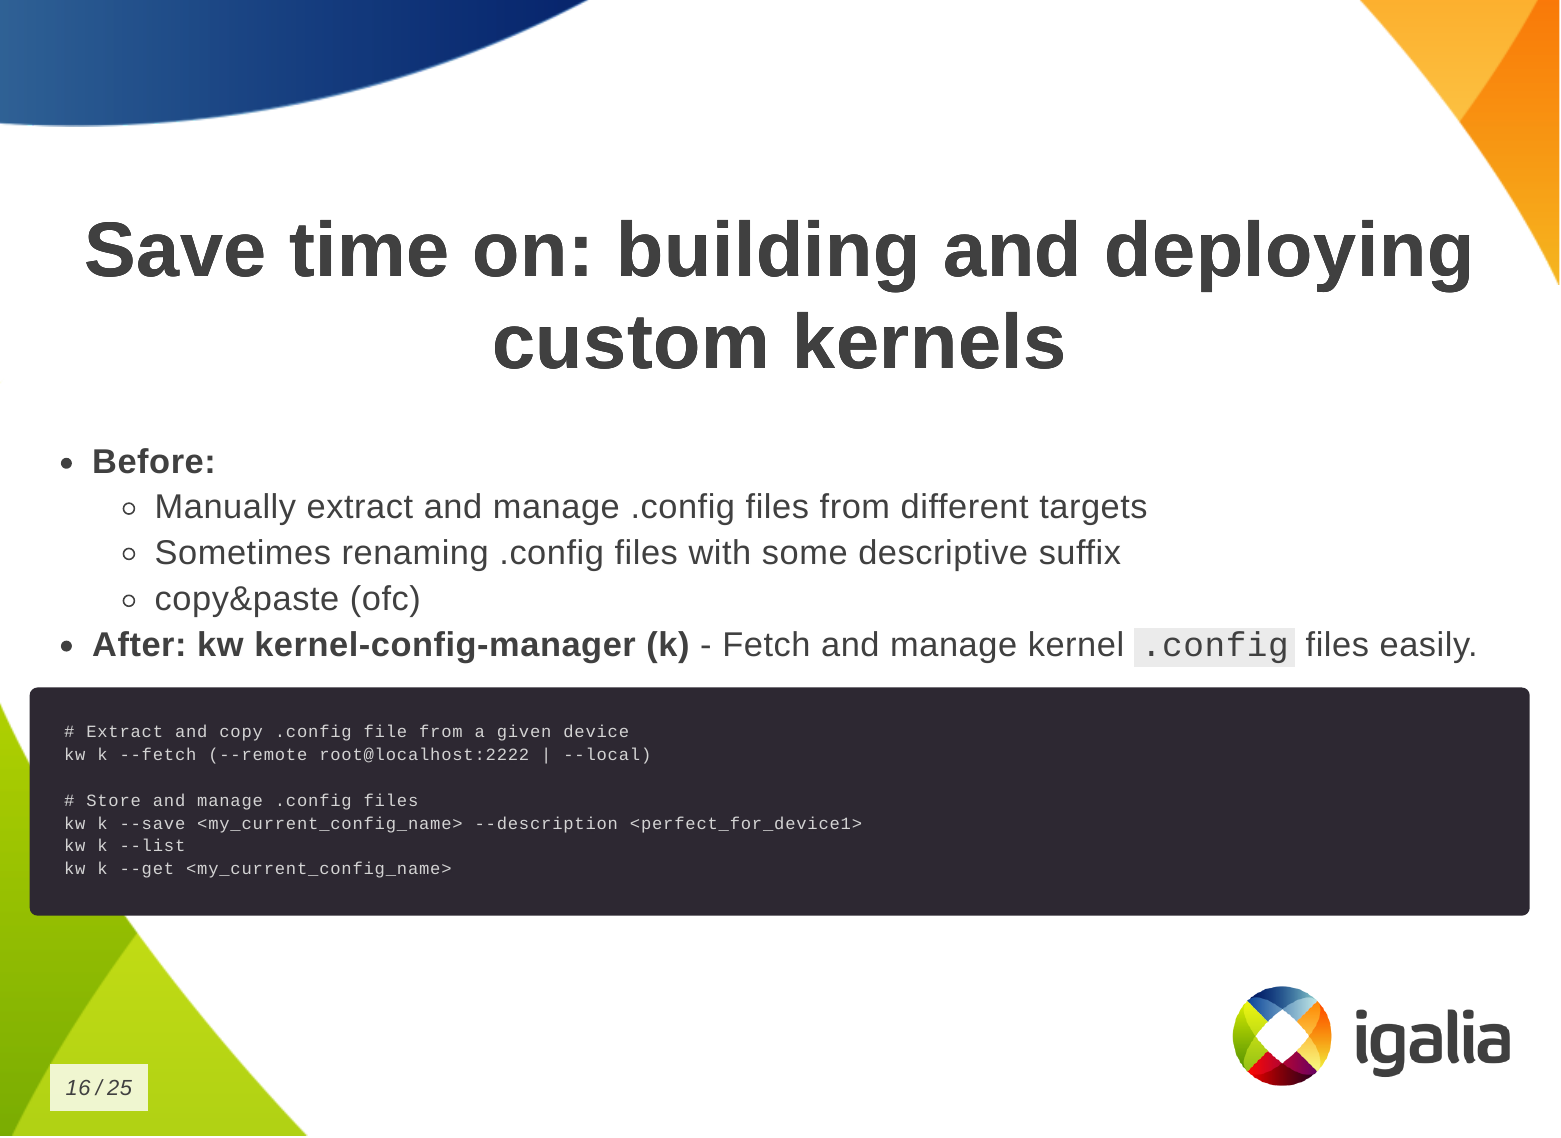 Save time on: building and deploying
custom kernels
• Before:
◦ Manually extract and manage .config files from different targets
◦ Sometimes renaming .config files with some descriptive suffix
◦ copy&paste (ofc)
• After: kw kernel-config-manager (k) - Fetch and manage kernel .config files easily.
# Extract and copy .config file from a given device
kw k --fetch (--remote root@localhost:2222 | --local)
# Store and manage .config files
kw k --save <my_current_config_name> --description <perfect_for_device1>
kw k --list
kw k --get <my_current_config_name>
igalia
16 / 25